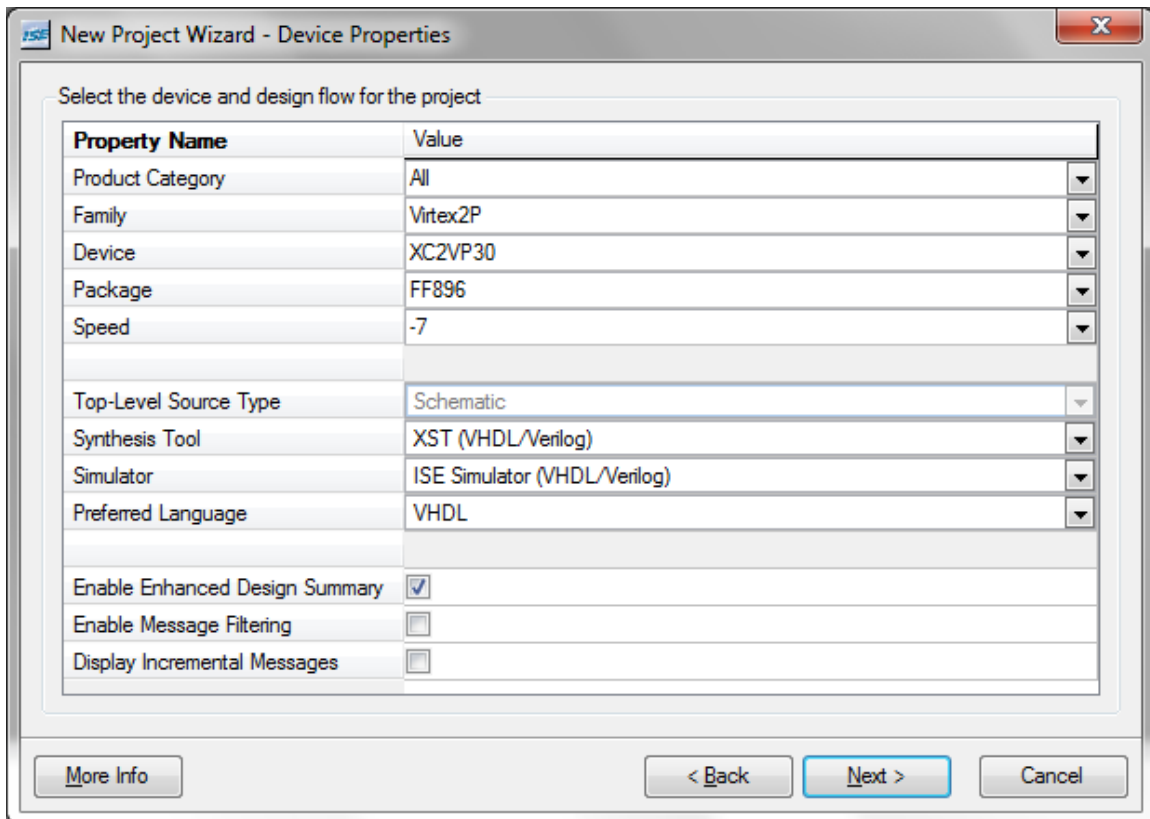 ISE New Project Wizard - Device Properties
Select the device and design flow for the project
Property Name Value
Product Category All
Family Virtex2P
Device XC2VP30
Package FF896
Speed -7
Top-Level Source Type Schematic
Synthesis Tool XST (VHDL/Verilog)
Simulator ISE Simulator (VHDL/Verilog)
Preferred Language VHDL
Enable Enhanced Design Summary
Enable Message Filtering
Display Incremental Messages
More Info < Back Next > Cancel